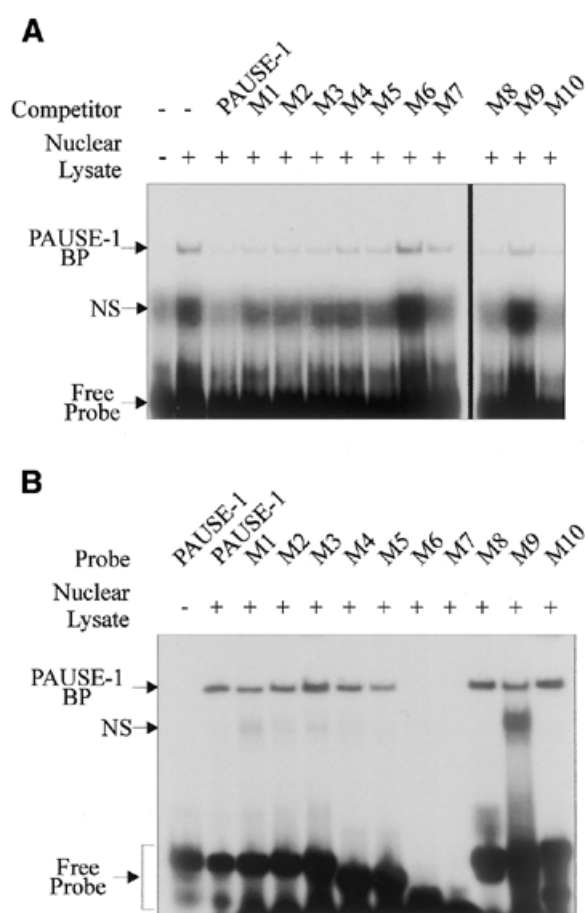 A
Competitor - - PAUSE-1 M1 M2 M3 M4 M5 M6 M7 M8 M9 M10
Nuclear
Lysate - + + + + + + + + + + + +
PAUSE-1
BP
NS
Free
Probe
B
Probe PAUSE-1 PAUSE-1 M1 M2 M3 M4 M5 M6 M7 M8 M9 M10
Nuclear
Lysate - + + + + + + + + + + +
PAUSE-1
BP
NS
Free
Probe